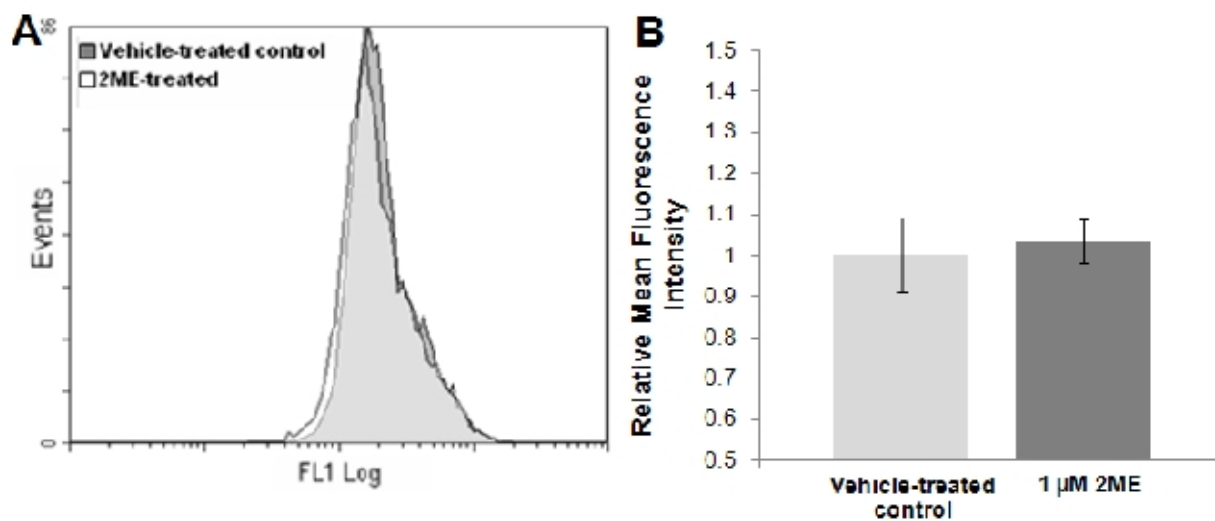 A
86
Vehicle-treated control
2ME-treated
Events
0
FL1 Log
B
Relative Mean Fluorescence
Intensity
1.5
1.4
1.3
1.2
1.1
1
0.9
0.8
0.7
0.6
0.5
Vehicle-treated
control
1 µM 2ME